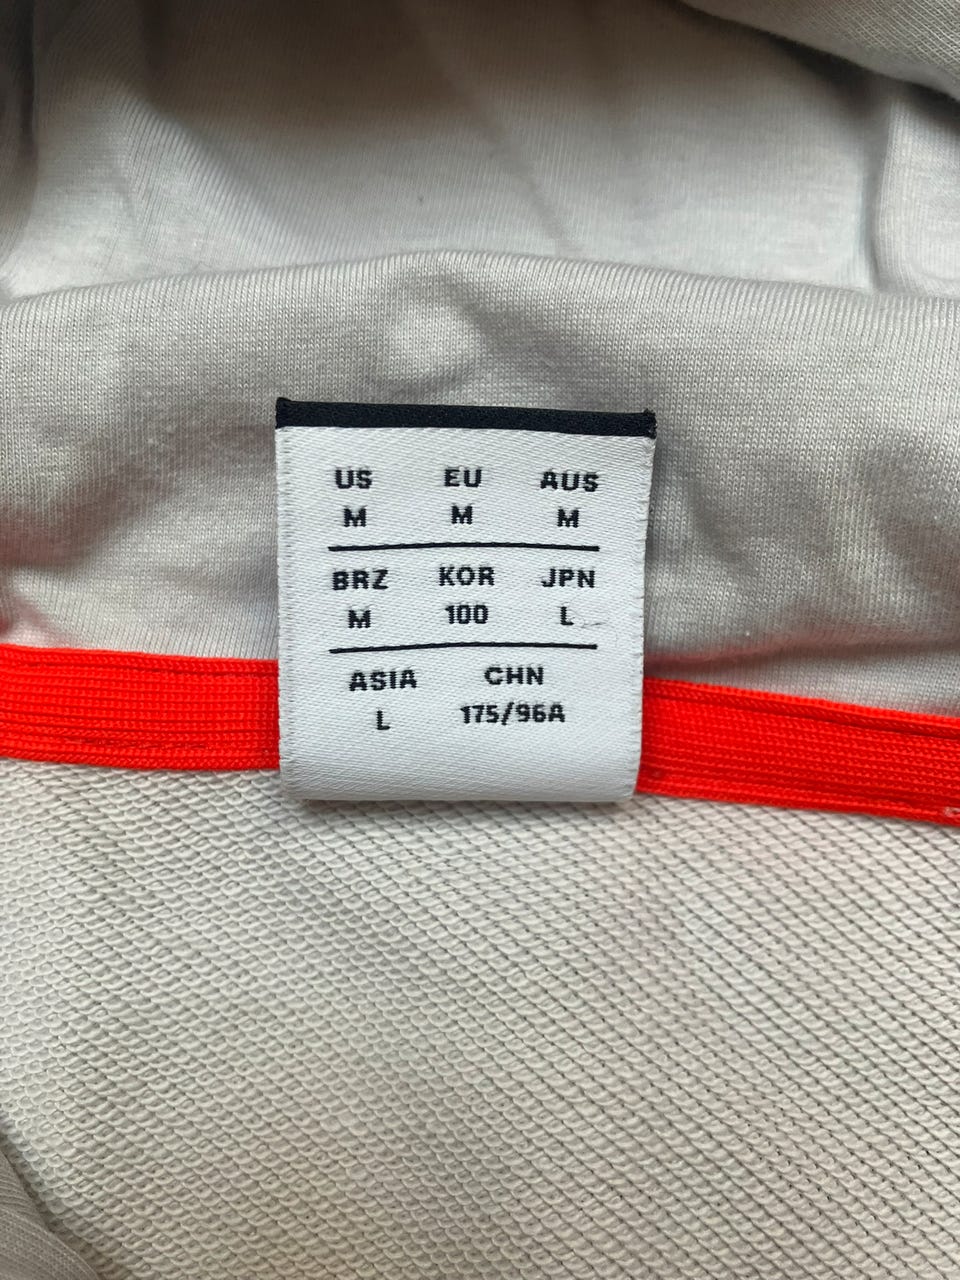 US EU AUS
M M M
BRZ KOR JPN
M 100 L
ASIA CHN
L 175/96A